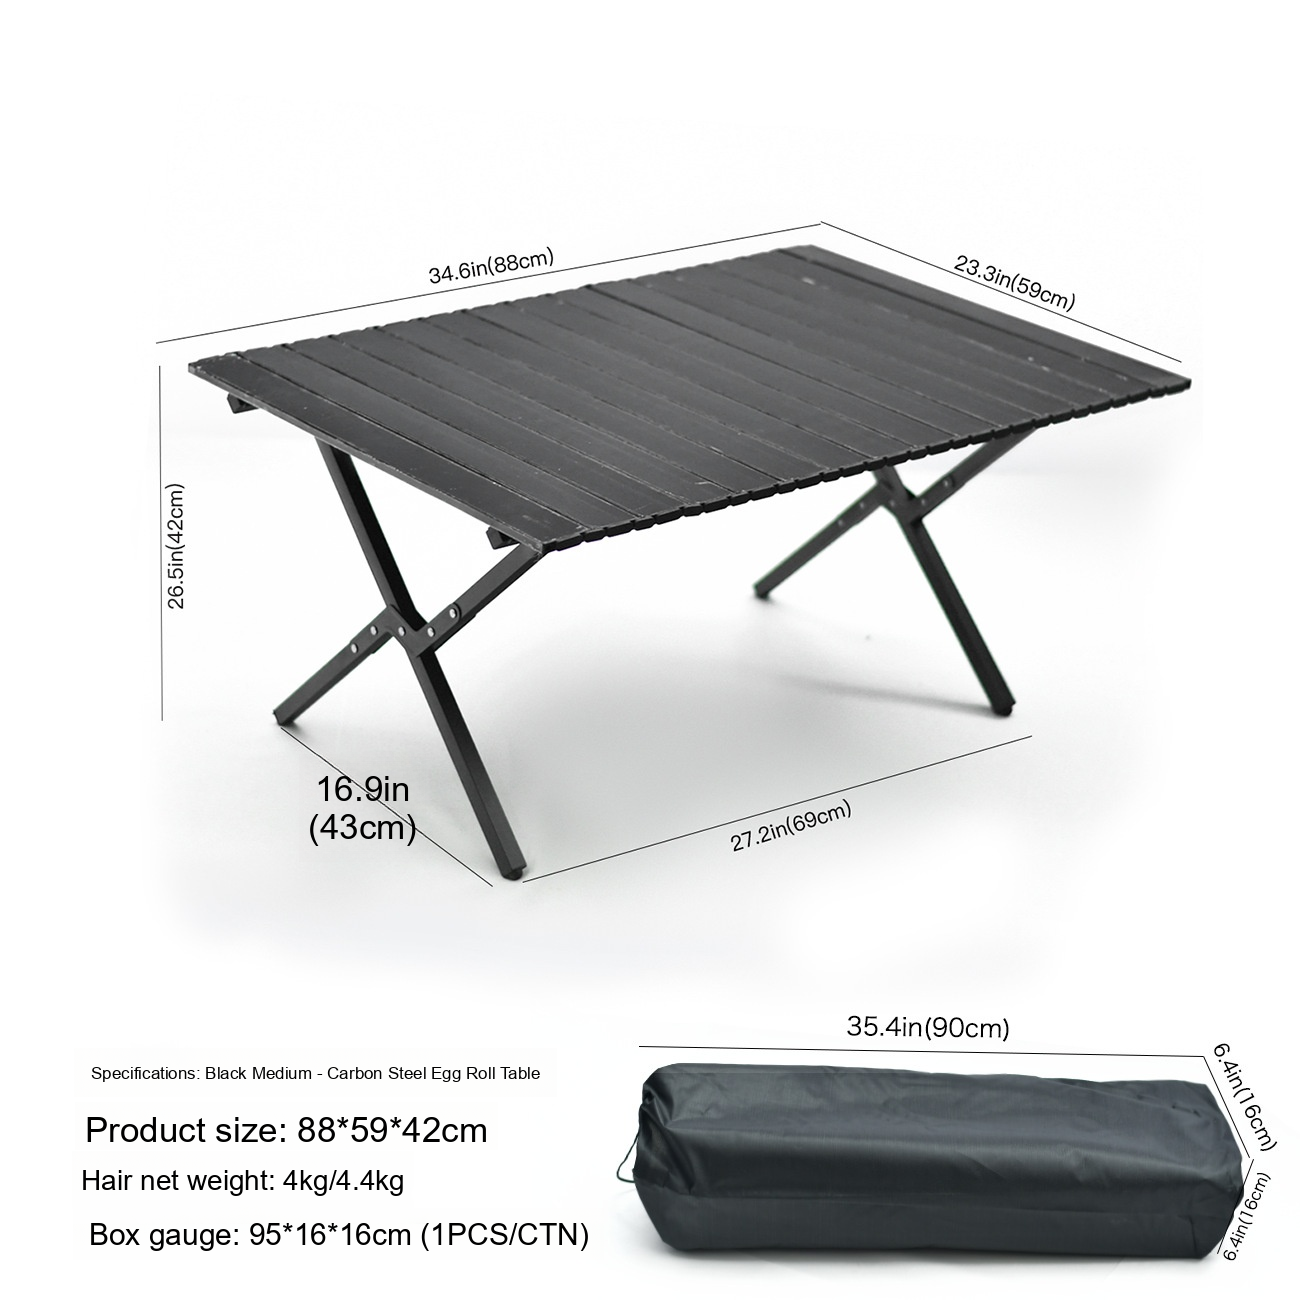 34.6in(88cm)
23.3in(59cm)
26.5in(42cm)
16.9in
(43cm)
27.2in(69cm)
35.4in(90cm)
6.4in(16cm)
6.4in(16cm)
Specifications: Black Medium - Carbon Steel Egg Roll Table
Product size: 88*59*42cm
Hair net weight: 4kg/4.4kg
Box gauge: 95*16*16cm (1PCS/CTN)